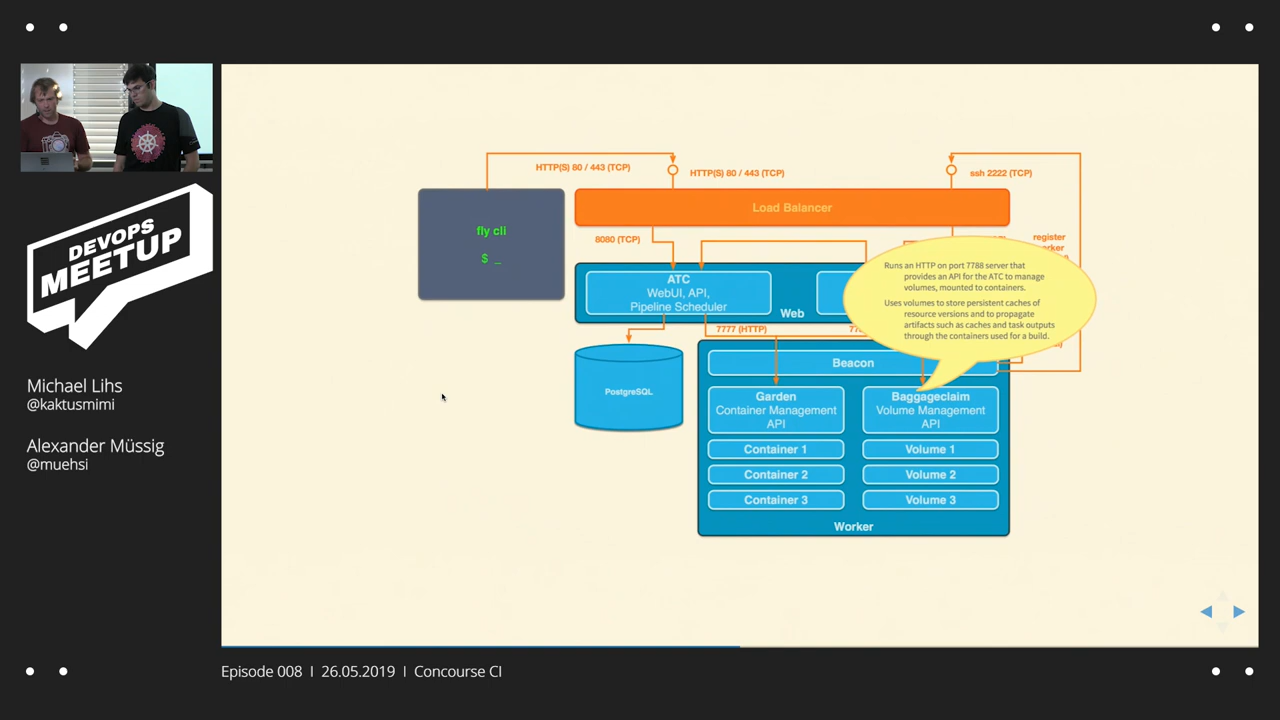 DEVOPS
MEETUP
Michael Lihs
@kaktusmimi
Alexander Müssig
@muehsi
HTTP(S) 80 / 443 (TCP)
HTTP(S) 80 / 443 (TCP)
ssh 2222 (TCP)
fly cli
$ _
Load Balancer
8080 (TCP)
register
ATC
WebUI, API,
Pipeline Scheduler
Web
Runs an HTTP on port 7788 server that
provides an API for the ATC to manage
volumes, mounted to containers.
Uses volumes to store persistent caches of
resource versions and to propagate
artifacts such as caches and task outputs
through the containers used for a build.
7777 (HTTP)
PostgreSQL
Beacon
Garden
Container Management
API
Baggageclaim
Volume Management
API
Container 1
Volume 1
Container 2
Volume 2
Container 3
Volume 3
Worker
Episode 008 I 26.05.2019 I Concourse CI